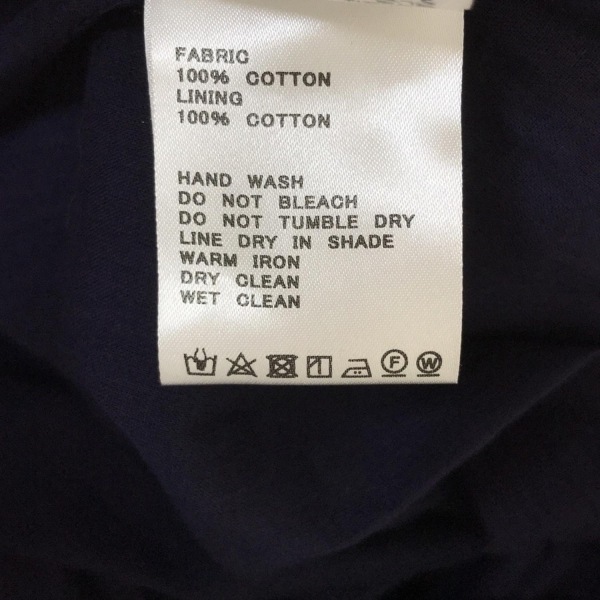 FABRIC
100% COTTON
LINING
100% COTTON
HAND WASH
DO NOT BLEACH
DO NOT TUMBLE DRY
LINE DRY IN SHADE
WARM IRON
DRY CLEAN
WET CLEAN
F W